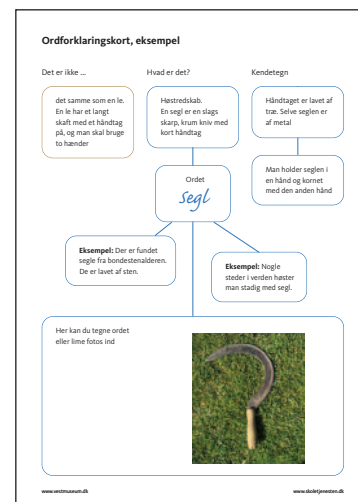 Ordforklaringskort, eksempel
Det er ikke ...
det samme som en le.
En le har et langt
skaft med et håndtag
på, og man skal bruge
to hænder
Hvad er det?
Høstredskab.
En segl er en slags
skarp, krum kniv med
kort håndtag
Kendetegn
Håndtaget er lavet af
træ. Selve seglen er
af metal
Man holder seglen i
en hånd og kornet
med den anden hånd
Ordet
segl
Eksempel: Der er fundet
segle fra bondestenalderen.
De er lavet af sten.
Eksempel: Nogle
steder i verden høster
man stadig med segl.
Her kan du tegne ordet
eller lime fotos ind
www.vestmuseum.dk
www.skoletjenesten.dk